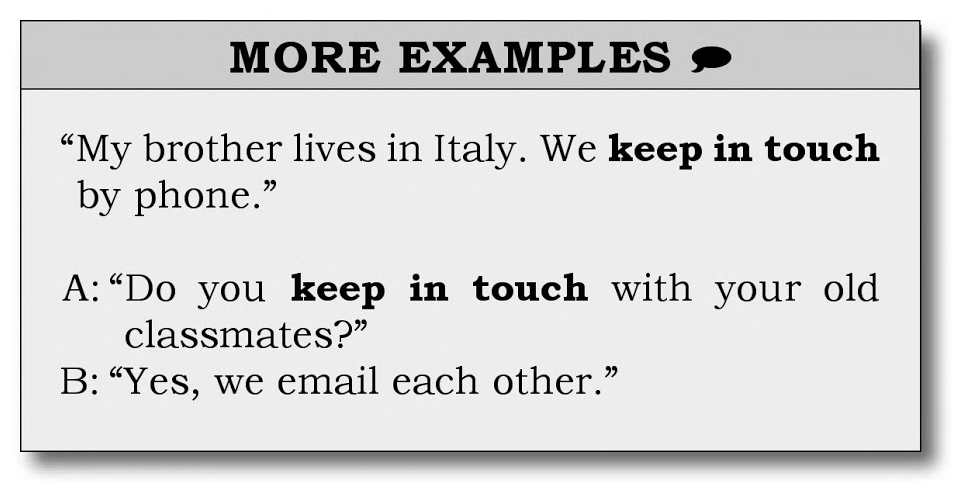 MORE EXAMPLES
“My brother lives in Italy. We keep in touch
by phone.”
A: “Do you keep in touch with your old
classmates?”
B: “Yes, we email each other.”